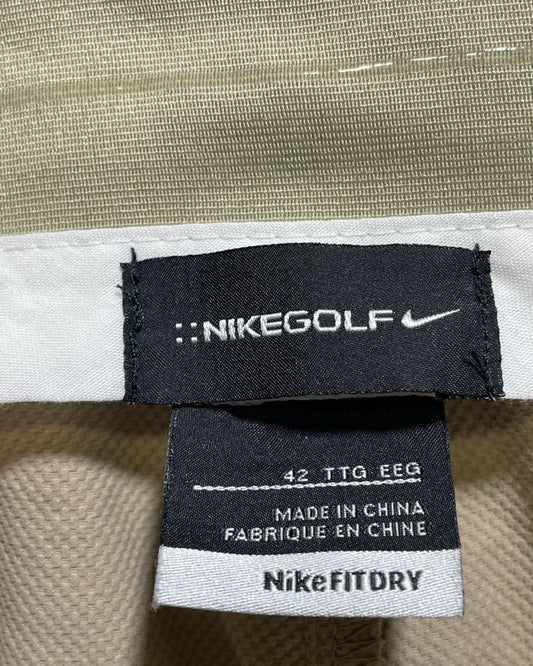 ::NIKEGOLF
42 TTG EEG
MADE IN CHINA
FABRIQUE EN CHINE
NikeFITDRY